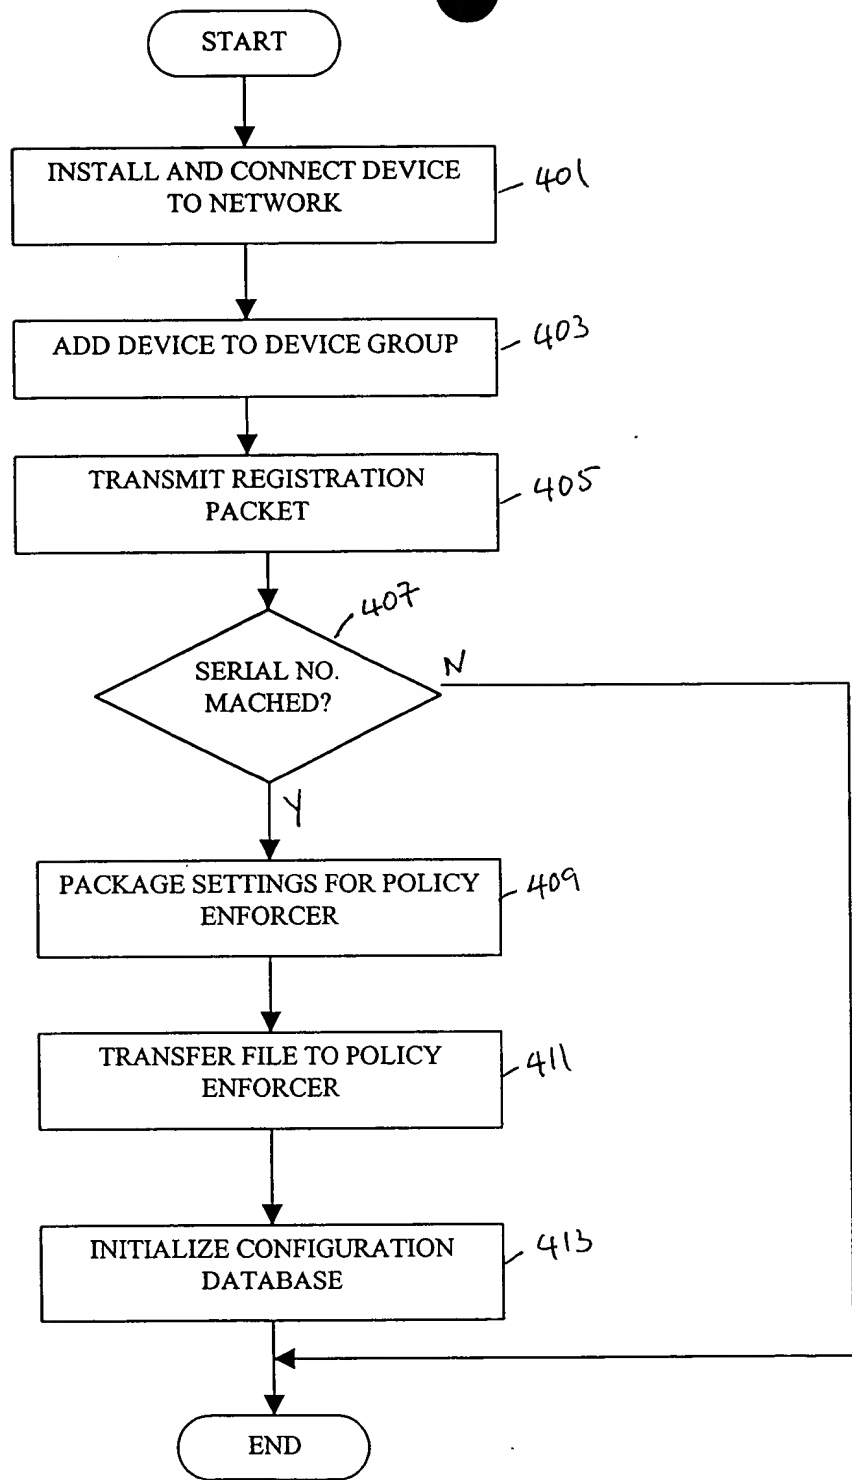 START
INSTALL AND CONNECT DEVICE
TO NETWORK
401
ADD DEVICE TO DEVICE GROUP
403
TRANSMIT REGISTRATION
PACKET
405
407
SERIAL NO.
MACHED?
N
Y
PACKAGE SETTINGS FOR POLICY
ENFORCER
409
TRANSFER FILE TO POLICY
ENFORCER
411
INITIALIZE CONFIGURATION
DATABASE
413
END